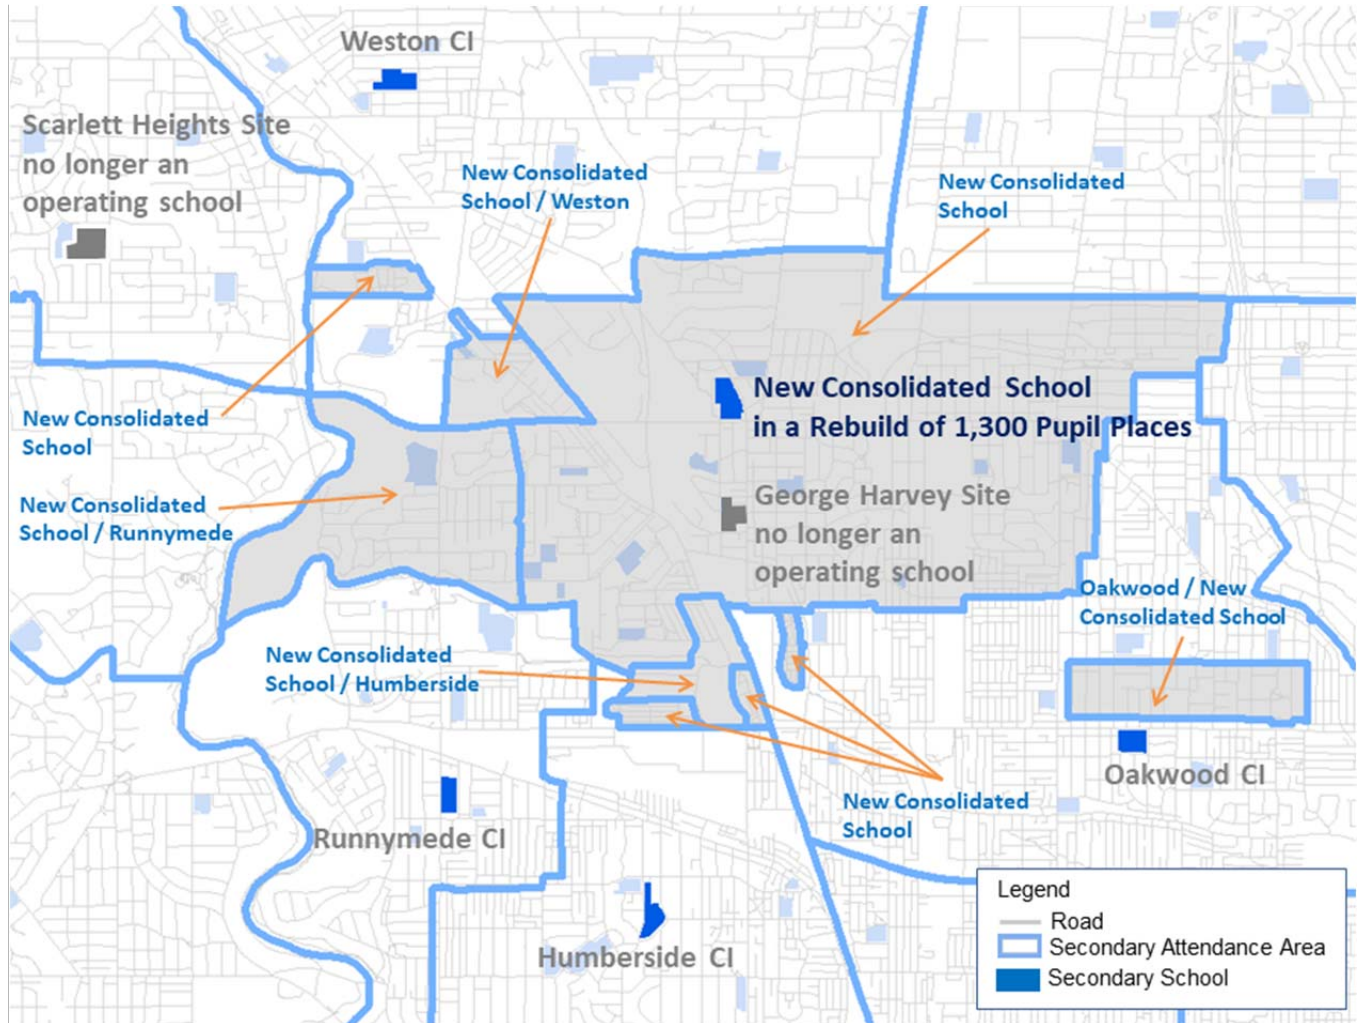 Weston CI
Scarlett Heights Site
no longer an
operating school
New Consolidated
School / Weston
New Consolidated
School
New Consolidated School
in a Rebuild of 1,300 Pupil Places
New Consolidated
School
New Consolidated
School / Runnymede
George Harvey Site
no longer an
operating school
Oakwood / New
Consolidated School
New Consolidated
School / Humberside
Oakwood CI
New Consolidated
School
Runnymede CI
Humberside CI
Legend
Road
Secondary Attendance Area
Secondary School